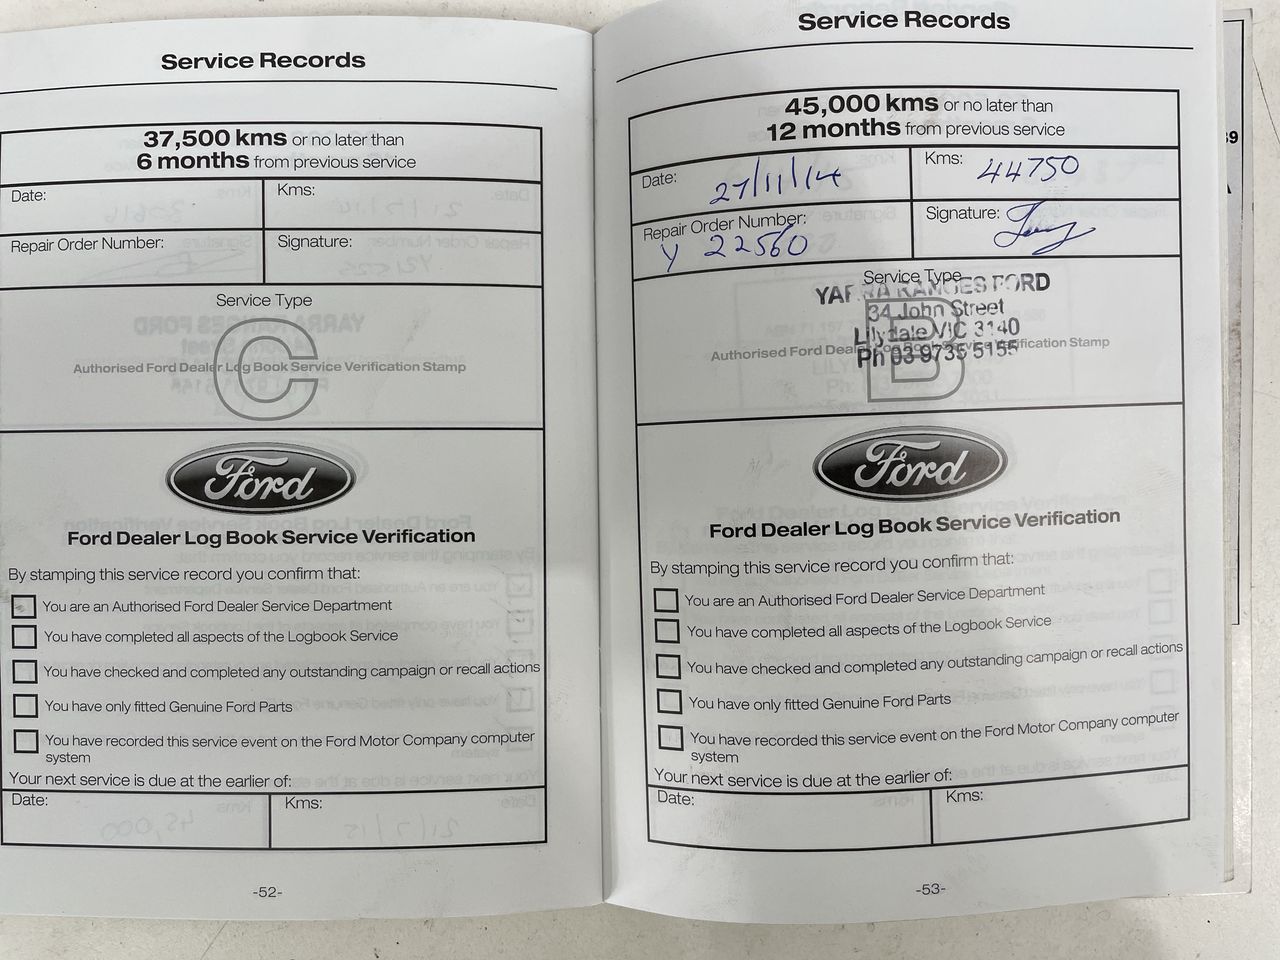 Service Records
37,500 kms or no later than
6 months from previous service
Date:
Kms:
Repair Order Number:
Signature:
Service Type
C
Authorised Ford Dealer Log Book Service Verification Stamp
Ford
Ford Dealer Log Book Service Verification
By stamping this service record you confirm that:
You are an Authorised Ford Dealer Service Department
You have completed all aspects of the Logbook Service
You have checked and completed any outstanding campaign or recall actions
You have only fitted Genuine Ford Parts
You have recorded this service event on the Ford Motor Company computer
system
Your next service is due at the earlier of:
Date:
Kms:
-52-
Service Records
45,000 kms or no later than
12 months from previous service
Date: 27/11/14
Kms: 44750
Repair Order Number:
Y 22560
Signature:
Service Type
YARRA RANGES FORD
34 John Street
Lilydale VIC 3140
Ph 03 9735 5155
B
Authorised Ford Dealer Log Book Service Verification Stamp
Ford
Ford Dealer Log Book Service Verification
By stamping this service record you confirm that:
You are an Authorised Ford Dealer Service Department
You have completed all aspects of the Logbook Service
You have checked and completed any outstanding campaign or recall actions
You have only fitted Genuine Ford Parts
You have recorded this service event on the Ford Motor Company computer
system
Your next service is due at the earlier of:
Date:
Kms:
-53-